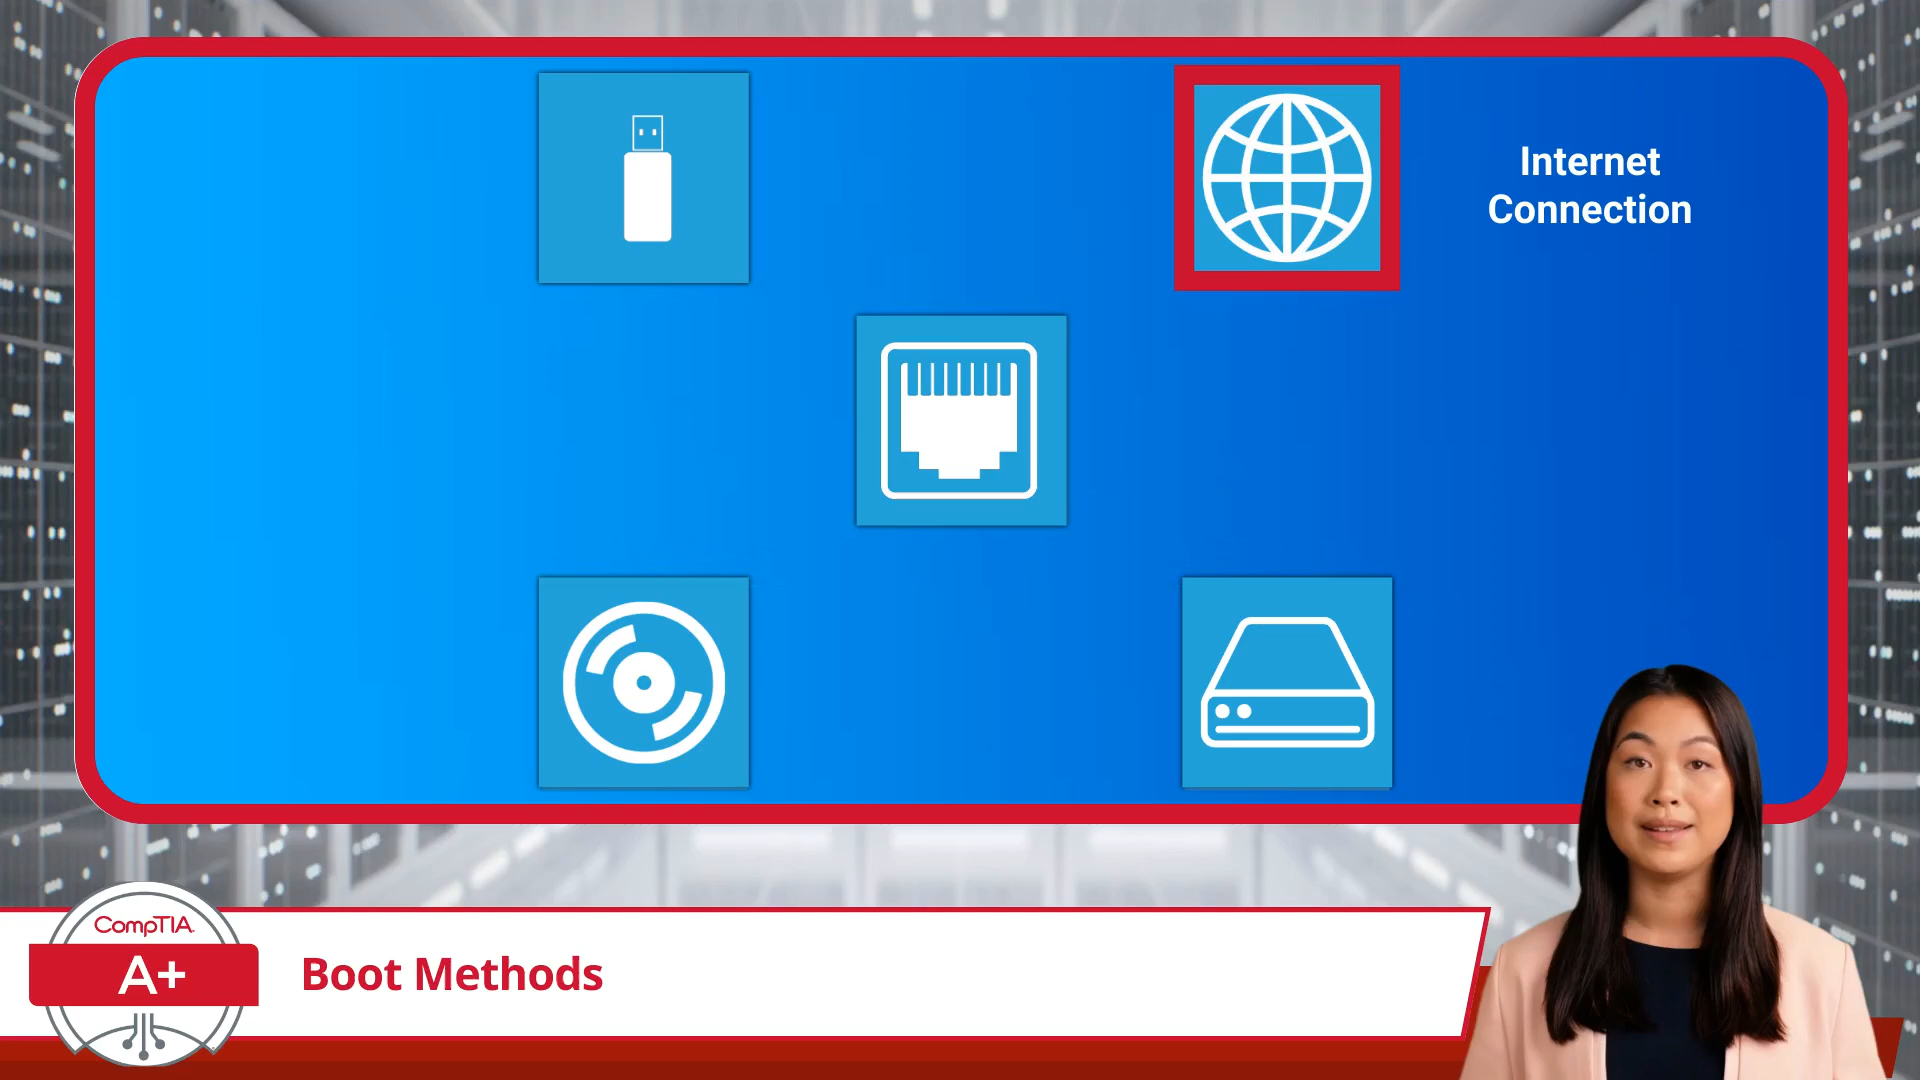 Internet
Connection
CompTIA
A+
Boot Methods